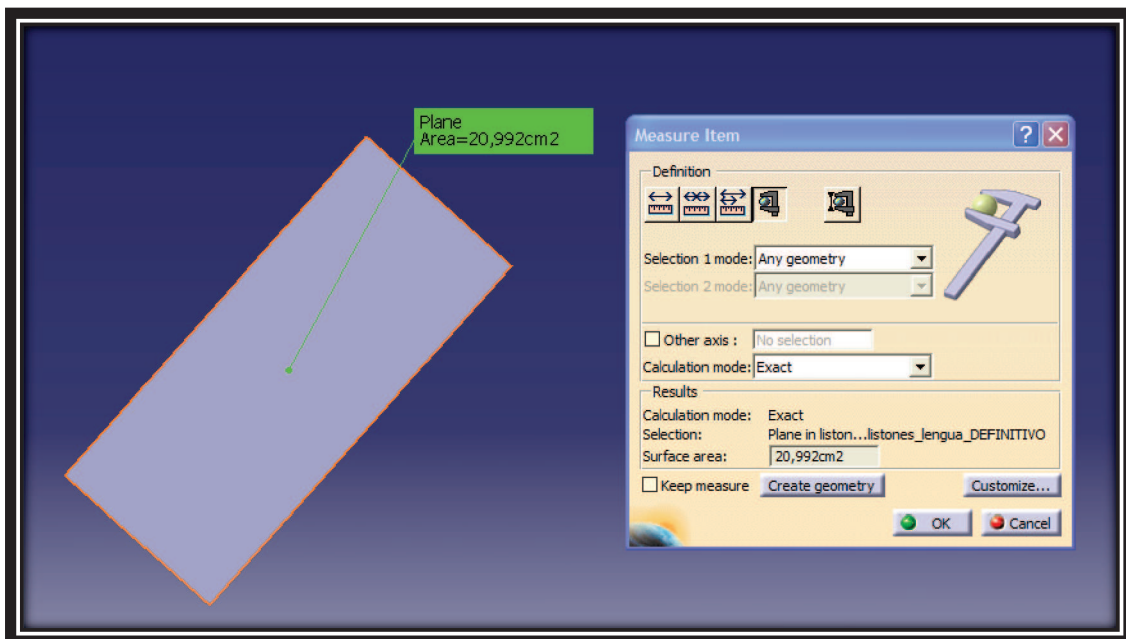 Plane
Area=20,992cm2
Measure Item
Definition
Selection 1 mode: Any geometry
Selection 2 mode: Any geometry
Other axis : No selection
Calculation mode: Exact
Results
Calculation mode: Exact
Selection: Plane in liston...listones_lengua_DEFINITIVO
Surface area: 20,992cm2
Keep measure Create geometry Customize...
OK Cancel